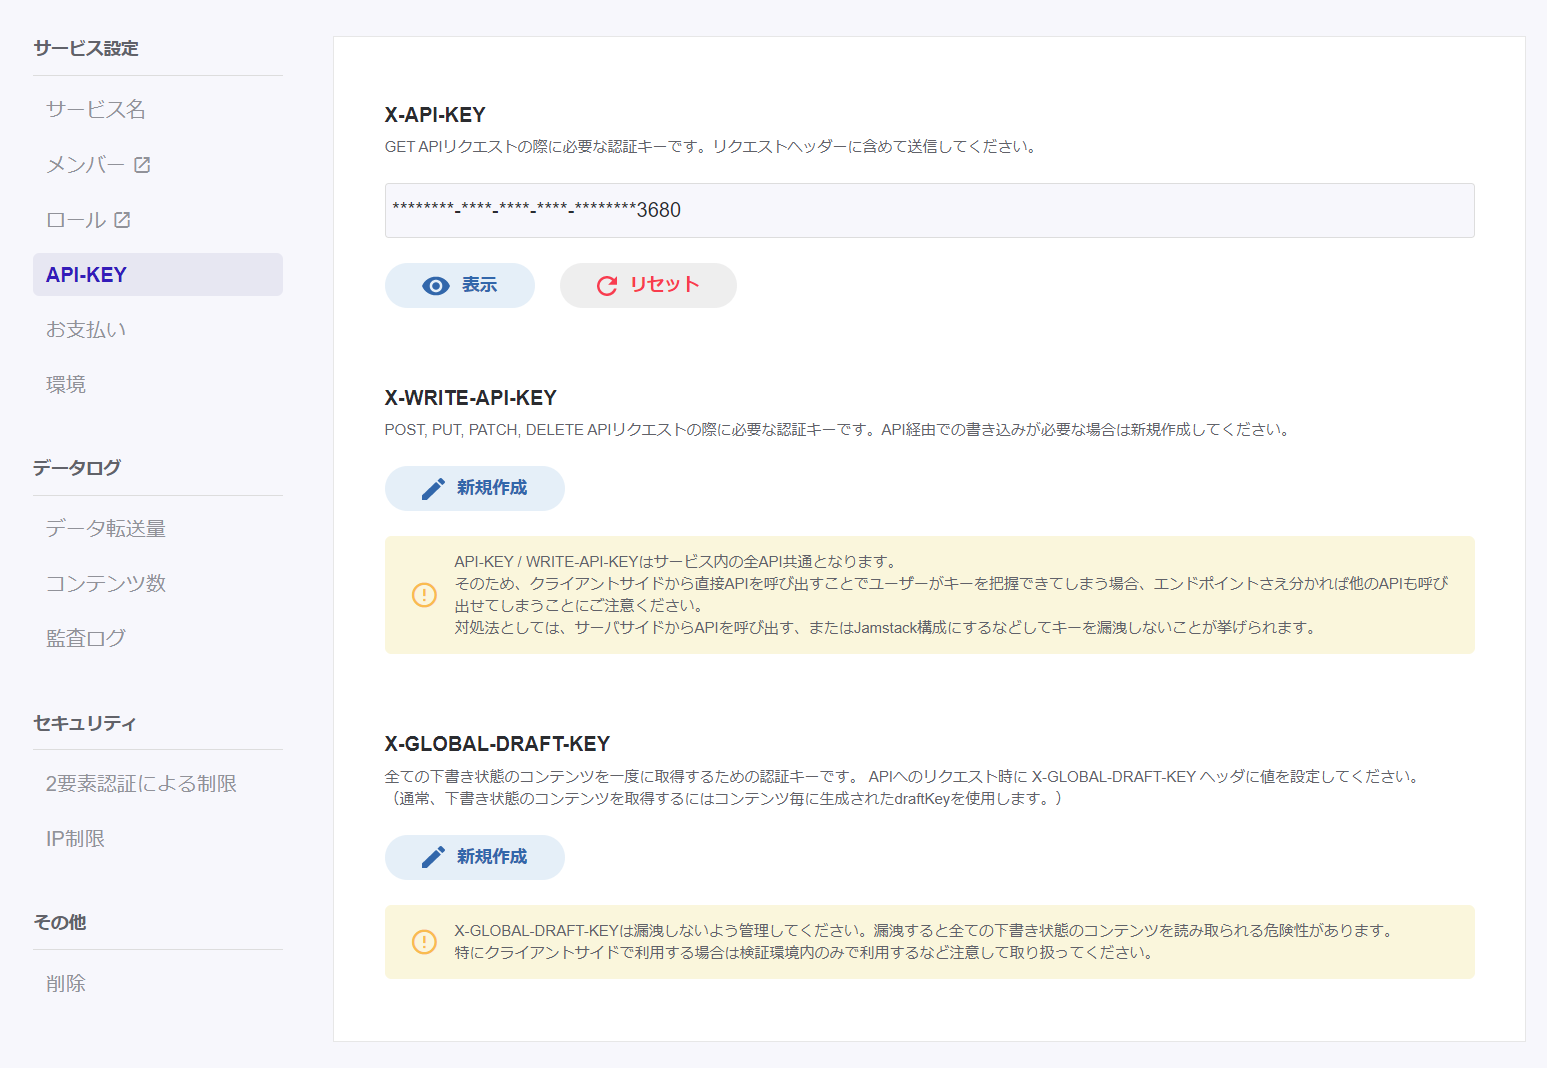 サービス設定
サービス名
メンバー
ロール
API-KEY
お支払い
環境
データログ
データ転送量
コンテンツ数
監査ログ
セキュリティ
2要素認証による制限
IP制限
その他
削除
X-API-KEY
GET APIリクエストの際に必要な認証キーです。リクエストヘッダーに含めて送信してください。
********-****-****-****-********3680
表示
リセット
X-WRITE-API-KEY
POST, PUT, PATCH, DELETE APIリクエストの際に必要な認証キーです。API経由での書き込みが必要な場合は新規作成してください。
新規作成
API-KEY / WRITE-API-KEYはサービス内の全API共通となります。
そのため、クライアントサイドから直接APIを呼び出すことでユーザーがキーを把握できてしまう場合、エンドポイントさえ分かれば他のAPIも呼び
出せてしまうことにご注意ください。
対処法としては、サーバサイドからAPIを呼び出す、またはJamstack構成にするなどしてキーを漏洩しないことが挙げられます。
X-GLOBAL-DRAFT-KEY
全ての下書き状態のコンテンツを一度に取得するための認証キーです。 APIへのリクエスト時に X-GLOBAL-DRAFT-KEY ヘッダに値を設定してください。
（通常、下書き状態のコンテンツを取得するにはコンテンツ毎に生成されたdraftKeyを使用します。）
新規作成
X-GLOBAL-DRAFT-KEYは漏洩しないよう管理してください。漏洩すると全ての下書き状態のコンテンツを読み取られる危険性があります。
特にクライアントサイドで利用する場合は検証環境内のみで利用するなど注意して取り扱ってください。